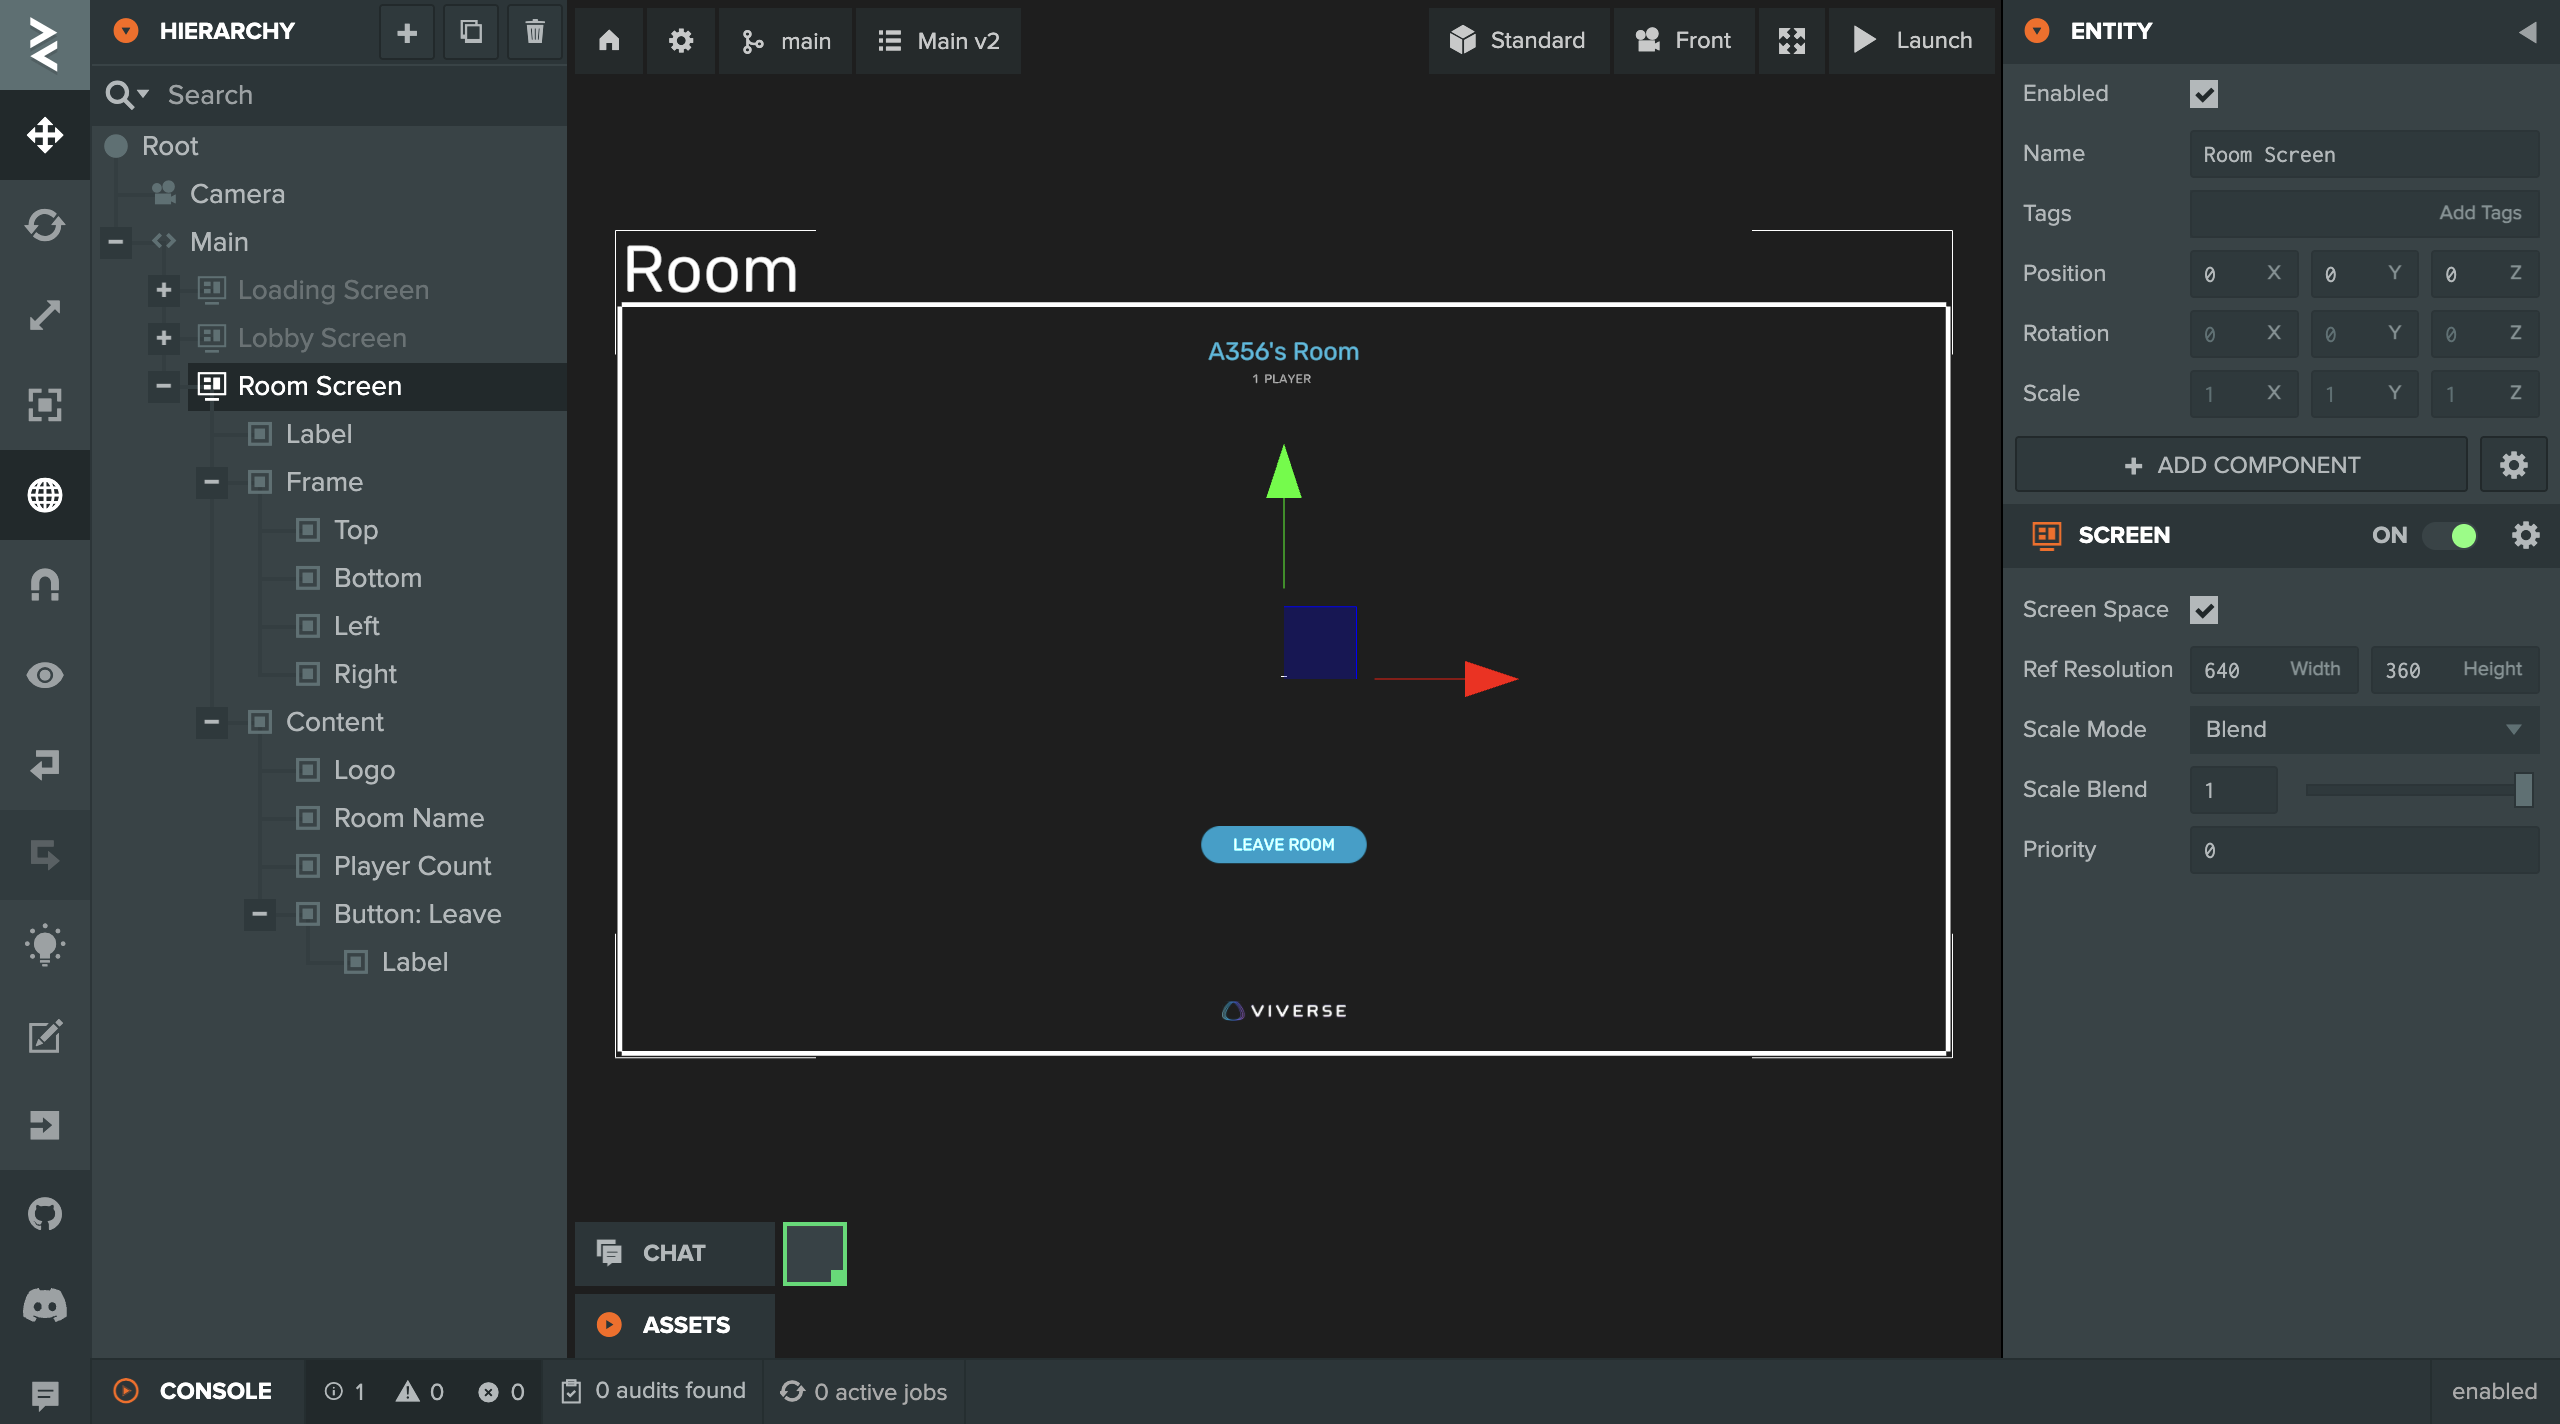 HIERARCHY
Search
Root
Camera
Main
Loading Screen
Lobby Screen
Room Screen
Label
Frame
Top
Bottom
Left
Right
Content
Logo
Room Name
Player Count
Button: Leave
Label
main
Main v2
Standard
Front
Launch
Room
A356's Room
1 PLAYER
LEAVE ROOM
VIVERSE
CHAT
ASSETS
ENTITY
Enabled
Name Room Screen
Tags Add Tags
Position 0 X 0 Y 0 Z
Rotation 0 X 0 Y 0 Z
Scale 1 X 1 Y 1 Z
ADD COMPONENT
SCREEN ON
Screen Space
Ref Resolution 640 Width 360 Height
Scale Mode Blend
Scale Blend 1
Priority 0
CONSOLE 1 0 0 0 audits found 0 active jobs enabled